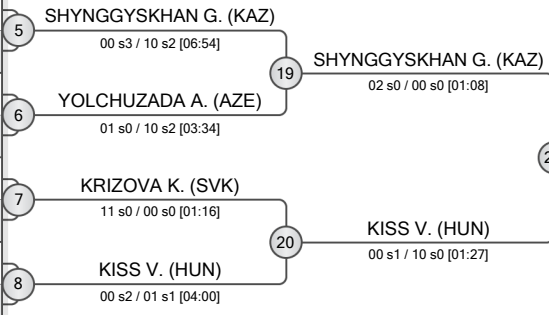 SHYNGGYSKHAN G. (KAZ)
5
00 s3 / 10 s2 [06:54]
19
SHYNGGYSKHAN G. (KAZ)
02 s0 / 00 s0 [01:08]
YOLCHUZADA A. (AZE)
6
01 s0 / 10 s2 [03:34]
KRIZOVA K. (SVK)
7
11 s0 / 00 s0 [01:16]
20
KISS V. (HUN)
00 s1 / 10 s0 [01:27]
KISS V. (HUN)
8
00 s2 / 01 s1 [04:00]